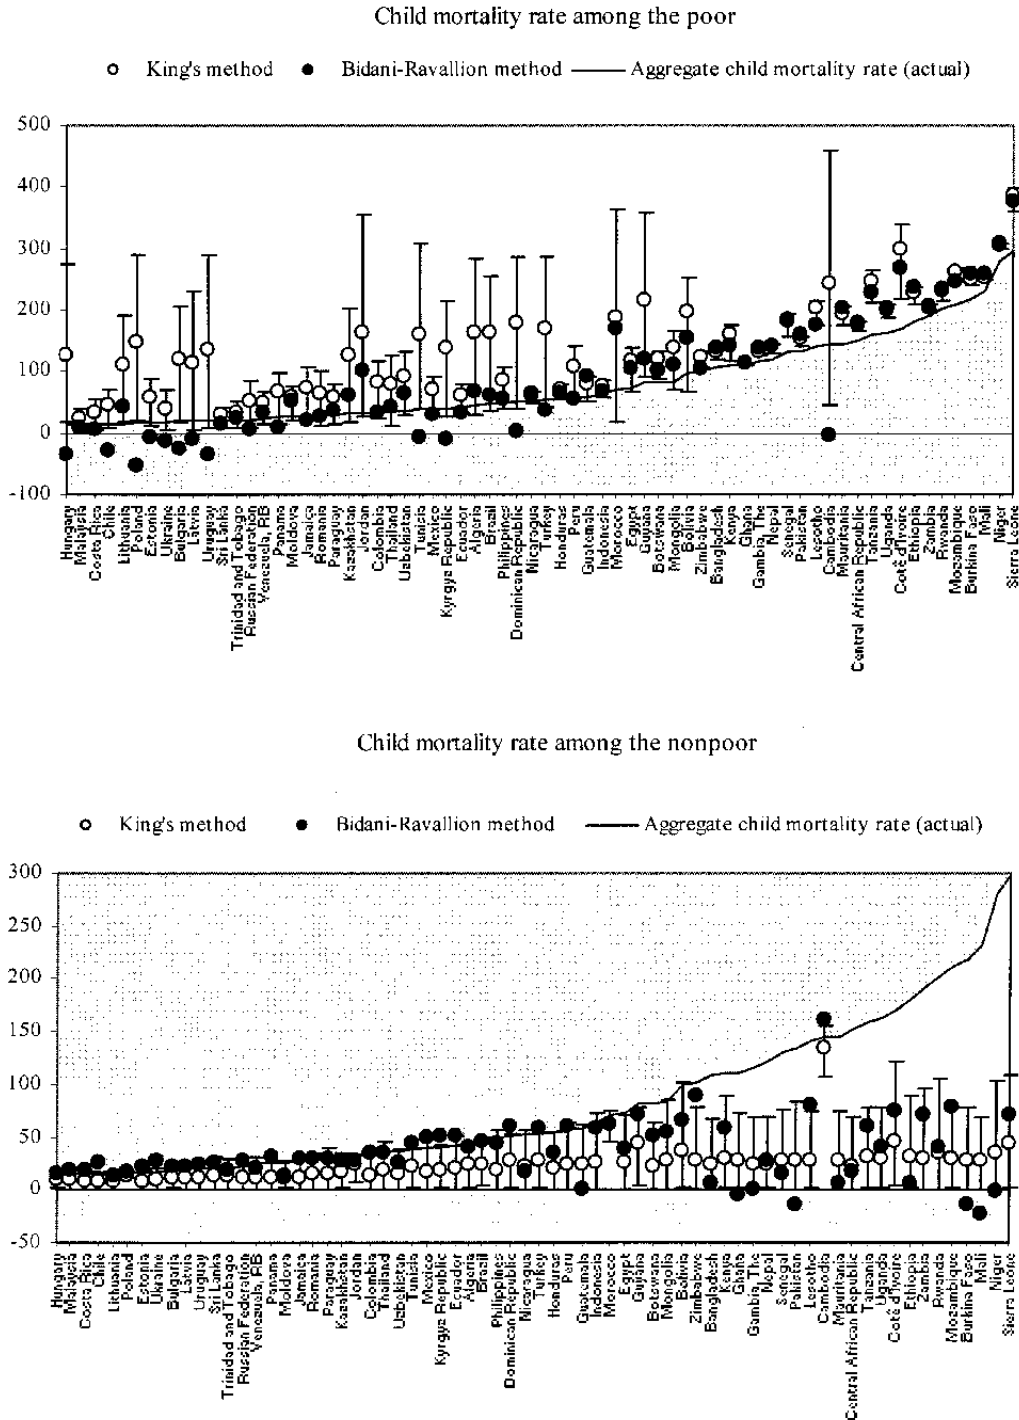 Child mortality rate among the poor
King's method
Bidani-Ravallion method
Aggregate child mortality rate (actual)
500
400
300
200
100
0
-100
Hungary
Malaysia
Costa Rica
Chile
Lithuania
Poland
Estonia
Ukraine
Bulgaria
Latvia
Uruguay
Sri Lanka
Trinidad and Tobago
Russian Federation
Venezuela, RB
Panama
Moldova
Jamaica
Romania
Paraguay
Kazakhstan
Jordan
Colombia
Thailand
Uzbekistan
Tunisia
Mexico
Kyrgyz Republic
Ecuador
Algeria
Brazil
Philippines
Dominican Republic
Nicaragua
Turkey
Honduras
Peru
Guatemala
Indonesia
Morocco
Egypt
Guyana
Botswana
Mongolia
Bolivia
Zimbabwe
Bangladesh
Kenya
Ghana
Gambia, The
Nepal
Senegal
Pakistan
Lesotho
Cambodia
Mauritania
Central African Republic
Tanzania
Uganda
Coté d'Ivoire
Ethiopia
Zambia
Rwanda
Mozambique
Burkina Faso
Mali
Niger
Sierra Leone
Child mortality rate among the nonpoor
King's method
Bidani-Ravallion method
Aggregate child mortality rate (actual)
300
250
200
150
100
50
0
-50
Hungary
Malaysia
Costa Rica
Chile
Lithuania
Poland
Estonia
Ukraine
Bulgaria
Latvia
Uruguay
Sri Lanka
Trinidad and Tobago
Russian Federation
Venezuela, RB
Panama
Moldova
Jamaica
Romania
Paraguay
Kazakhstan
Jordan
Colombia
Thailand
Uzbekistan
Tunisia
Mexico
Kyrgyz Republic
Ecuador
Algeria
Brazil
Philippines
Dominican Republic
Nicaragua
Turkey
Honduras
Peru
Guatemala
Indonesia
Morocco
Egypt
Guyana
Botswana
Mongolia
Bolivia
Zimbabwe
Bangladesh
Kenya
Ghana
Gambia, The
Nepal
Senegal
Pakistan
Lesotho
Cambodia
Mauritania
Central African Republic
Tanzania
Uganda
Coté d'Ivoire
Ethiopia
Zambia
Rwanda
Mozambique
Burkina Faso
Mali
Niger
Sierra Leone